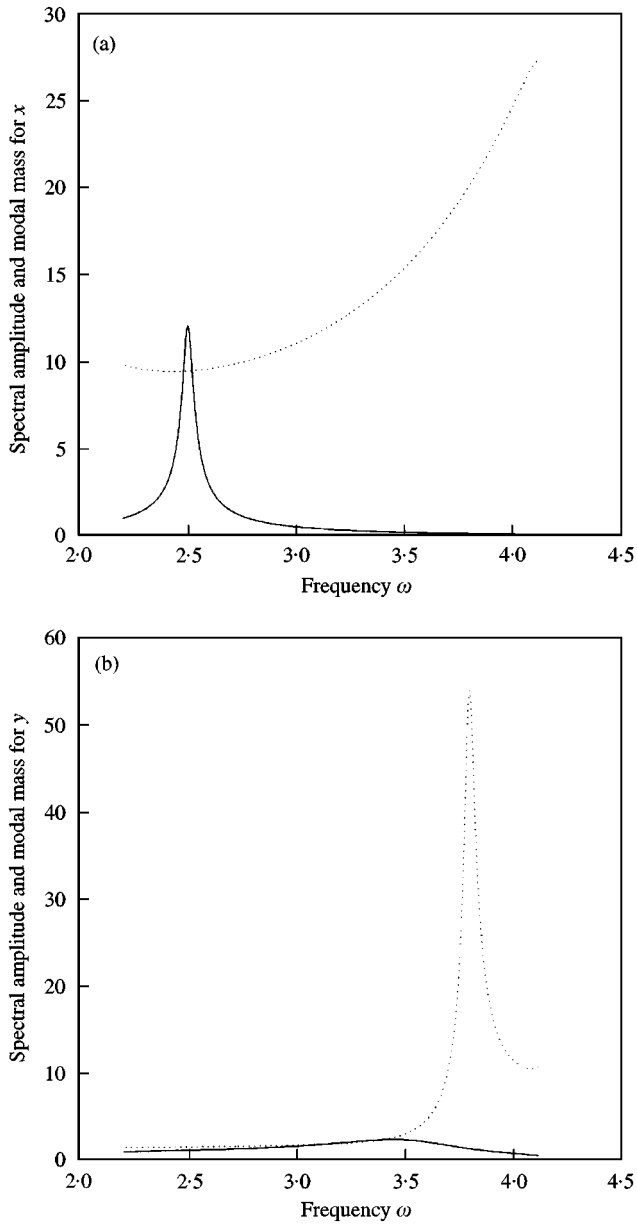 (a)
Spectral amplitude and modal mass for x
30
25
20
15
10
5
0
2·0 2·5 3·0 3·5 4·0 4·5
Frequency ω
(b)
Spectral amplitude and modal mass for y
60
50
40
30
20
10
0
2·0 2·5 3·0 3·5 4·0 4·5
Frequency ω